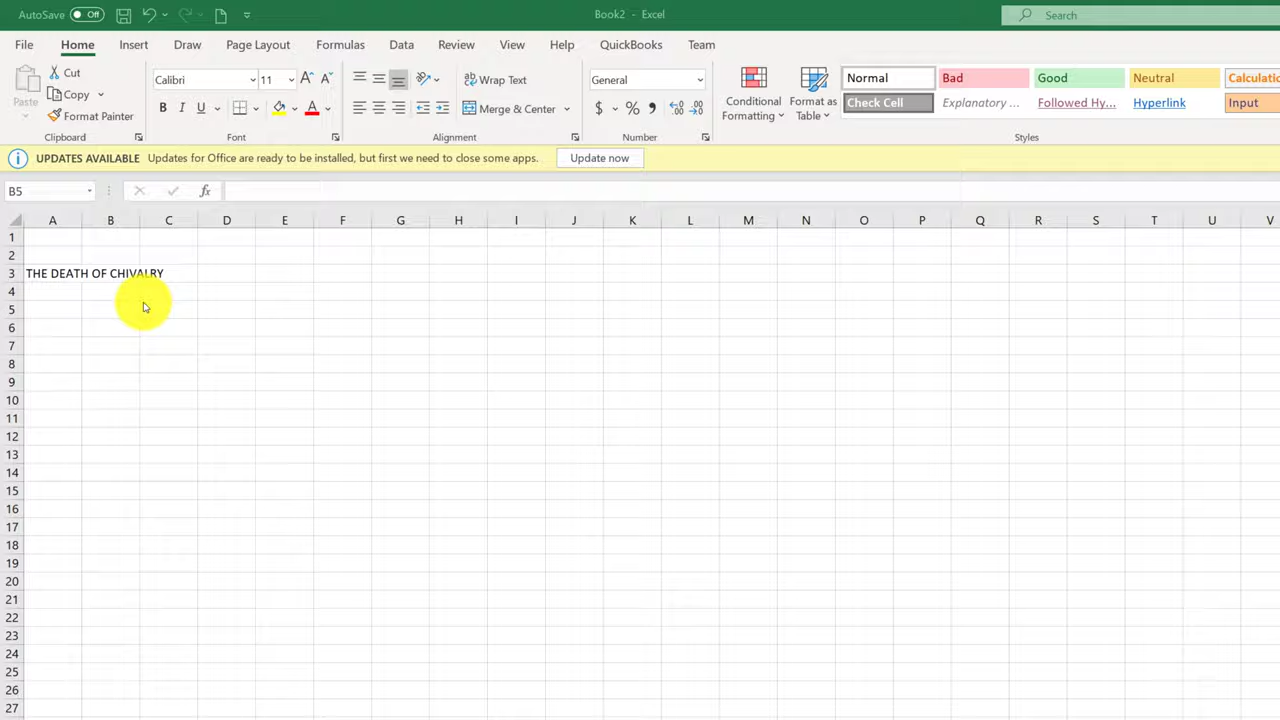 AutoSave Off Book2 - Excel Search
File Home Insert Draw Page Layout Formulas Data Review View Help QuickBooks Team
Paste Cut Copy Format Painter Clipboard
Calibri 11 B I U A Font
ab Wrap Text Merge & Center Alignment
General $ % , Number
Conditional Formatting Format as Table
Normal Bad Good Neutral Calculatio
Check Cell Explanatory ... Followed Hy... Hyperlink Input
Styles
UPDATES AVAILABLE Updates for Office are ready to be installed, but first we need to close some apps. Update now
B5 fx
A B C D E F G H I J K L M N O P Q R S T U V
1
2
3 THE DEATH OF CHIVALRY
4
5
6
7
8
9
10
11
12
13
14
15
16
17
18
19
20
21
22
23
24
25
26
27